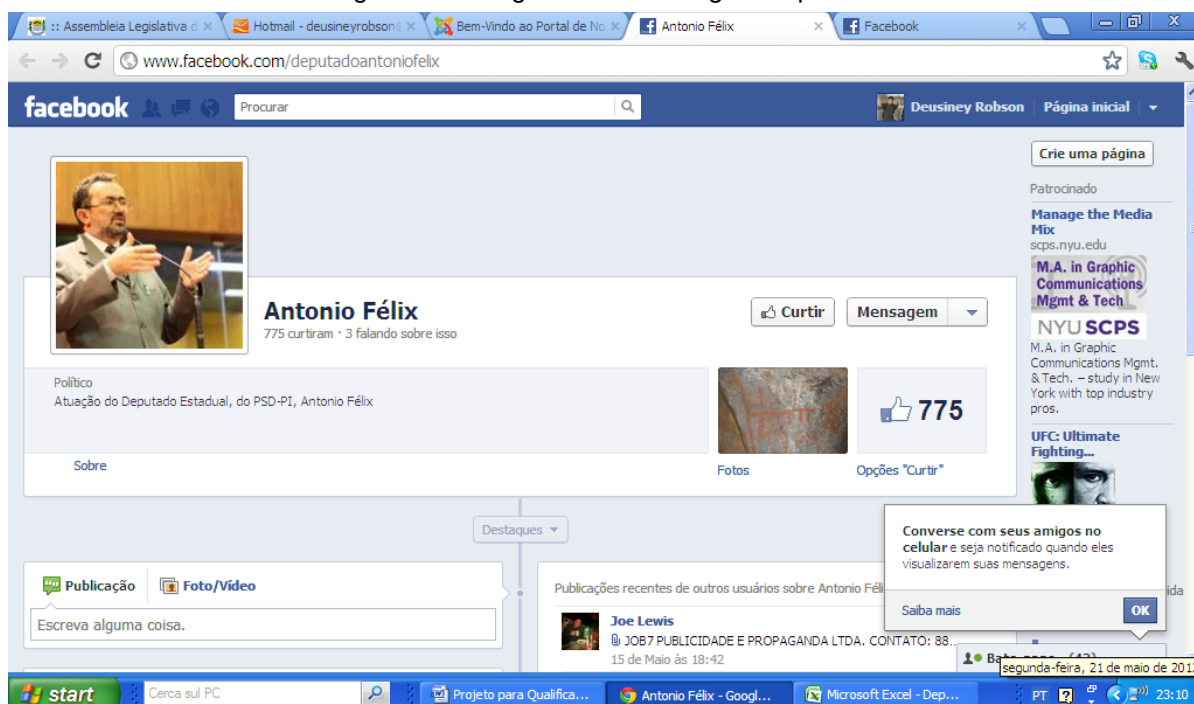 :: Assembleia Legislativa d
Hotmail - deusineyrobson
Bem-Vindo ao Portal de No
Antonio Félix
Facebook
www.facebook.com/deputadoantoniofelix
facebook
Procurar
Deusiney Robson
Página inicial
Crie uma página
Patrocinado
Manage the Media
Mix
scps.nyu.edu
M.A. in Graphic
Communications
Mgmt & Tech
NYU SCPS
M.A. in Graphic
Communications Mgmt.
& Tech. – study in New
York with top industry
pros.
UFC: Ultimate
Fighting...
Antonio Félix
775 curtiram · 3 falando sobre isso
Curtir
Mensagem
Político
Atuação do Deputado Estadual, do PSD-PI, Antonio Félix
775
Sobre
Fotos
Opções "Curtir"
Destaques
Publicação
Foto/Vídeo
Escreva alguma coisa.
Publicações recentes de outros usuários sobre Antonio Féli
Joe Lewis
JOB7 PUBLICIDADE E PROPAGANDA LTDA. CONTATO: 88...
15 de Maio às 18:42
Converse com seus amigos no
celular e seja notificado quando eles
visualizarem suas mensagens.
Saiba mais
OK
segunda-feira, 21 de maio de 201
start
Cerca sul PC
Projeto para Qualifica...
Antonio Félix - Googl...
Microsoft Excel - Dep...
PT
23:10